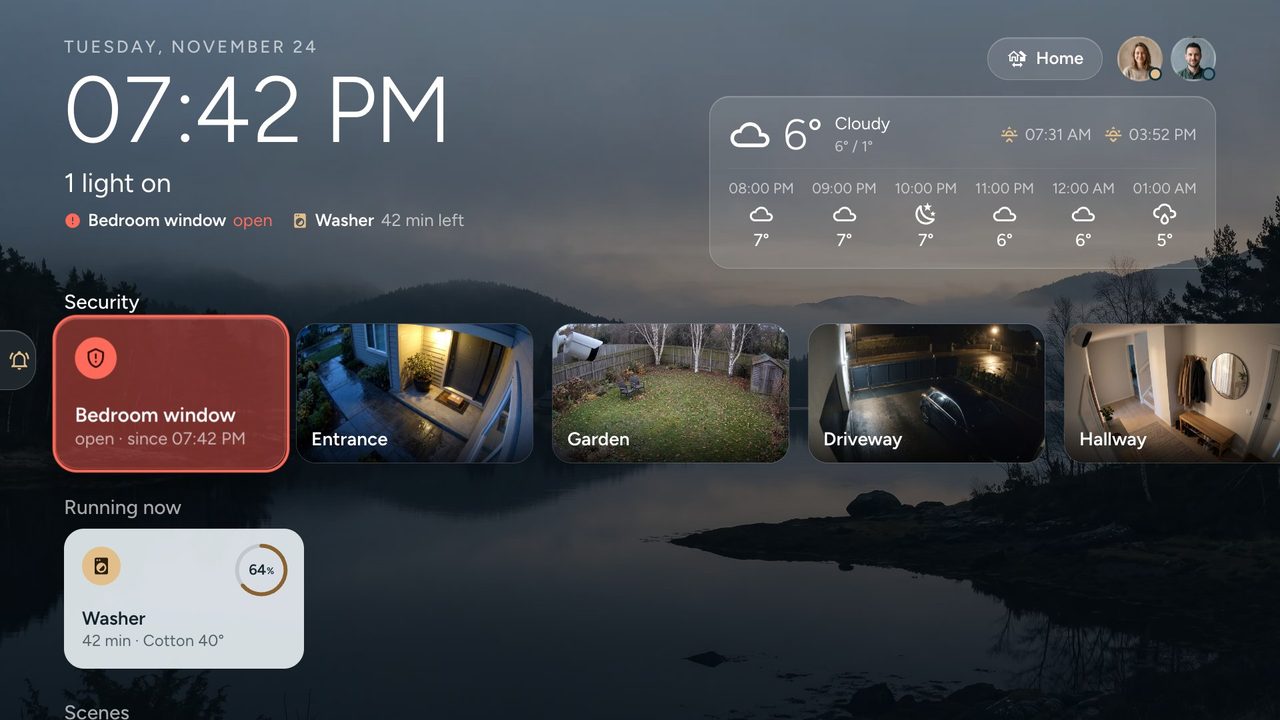 TUESDAY, NOVEMBER 24
07:42 PM
1 light on
Bedroom window open
Washer 42 min left
Home
6° Cloudy
6° / 1°
07:31 AM
03:52 PM
08:00 PM 09:00 PM 10:00 PM 11:00 PM 12:00 AM 01:00 AM
7° 7° 7° 6° 6° 5°
Security
Bedroom window
open · since 07:42 PM
Entrance
Garden
Driveway
Hallway
Running now
64%
Washer
42 min · Cotton 40°
Scenes